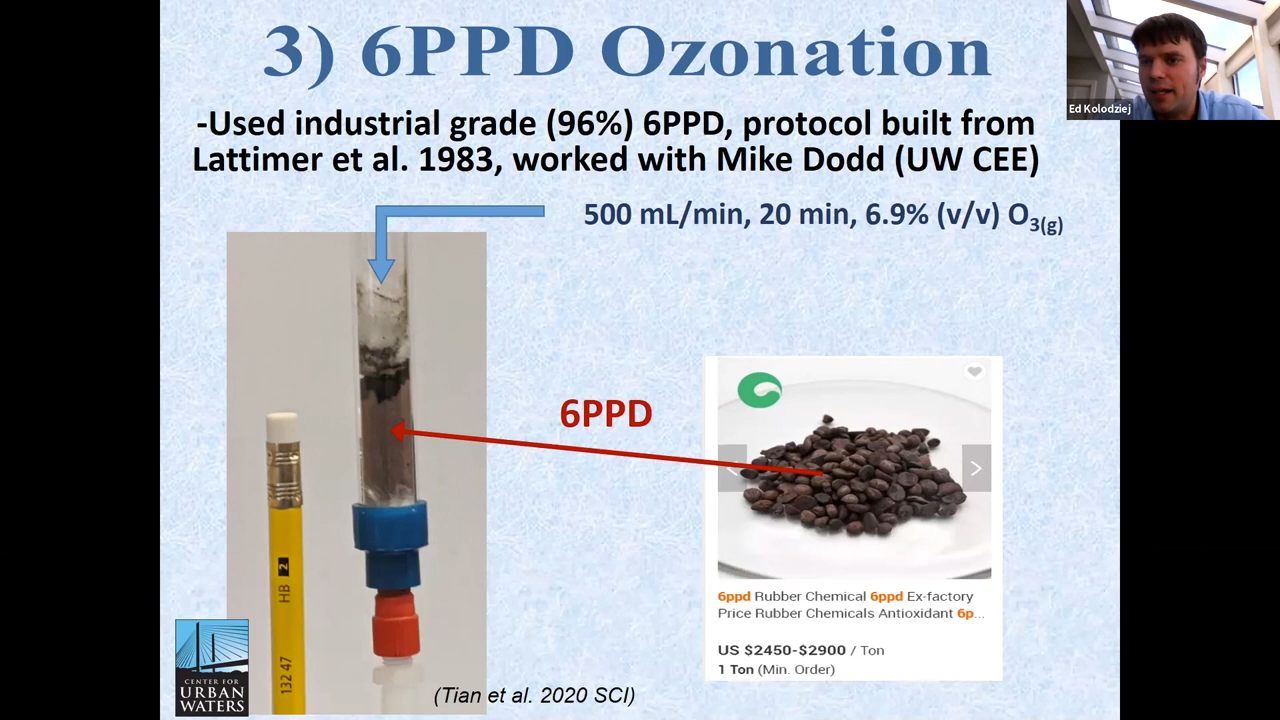 3) 6PPD Ozonation
Ed Kolodziej
-Used industrial grade (96%) 6PPD, protocol built from
Lattimer et al. 1983, worked with Mike Dodd (UW CEE)
500 mL/min, 20 min, 6.9% (v/v) O3(g)
6PPD
HB 2
132 47
6ppd Rubber Chemical 6ppd Ex-factory
Price Rubber Chemicals Antioxidant 6p...
US $2450-$2900 / Ton
1 Ton (Min. Order)
CENTER FOR
URBAN
WATERS
(Tian et al. 2020 SCI)